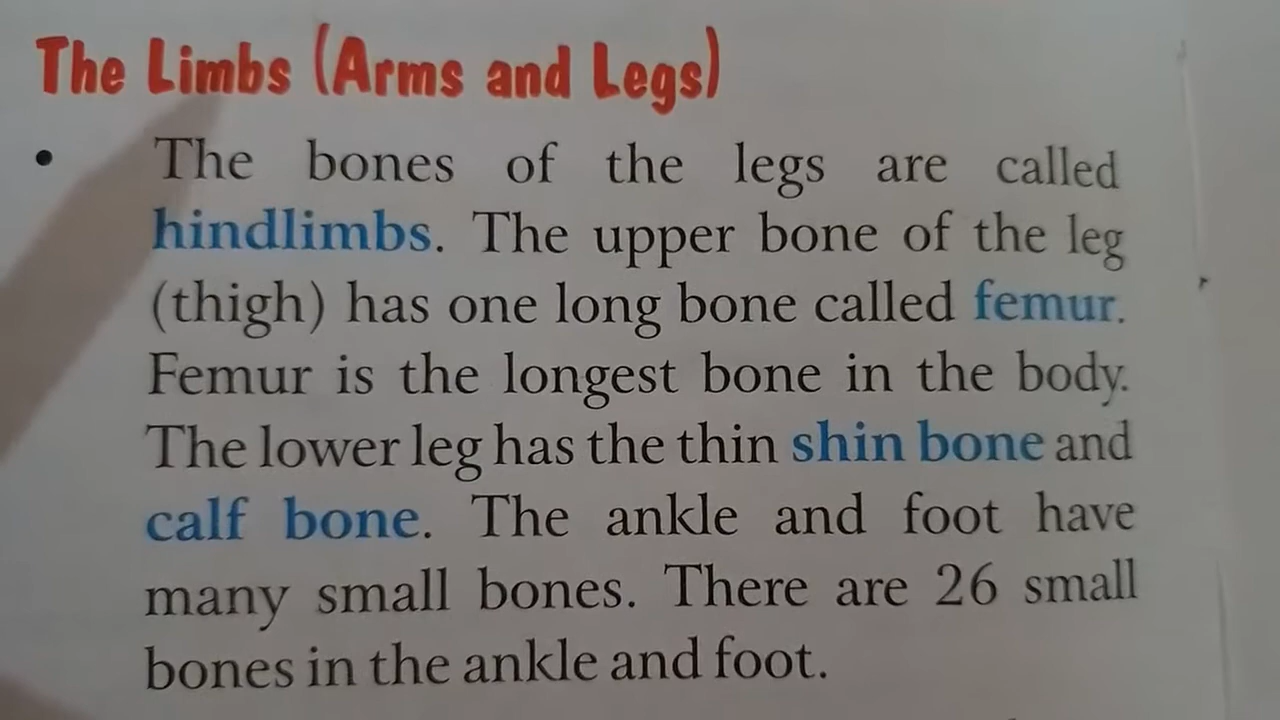 The Limbs (Arms and Legs)
• The bones of the legs are called
hindlimbs. The upper bone of the leg
(thigh) has one long bone called femur.
Femur is the longest bone in the body.
The lower leg has the thin shin bone and
calf bone. The ankle and foot have
many small bones. There are 26 small
bones in the ankle and foot.